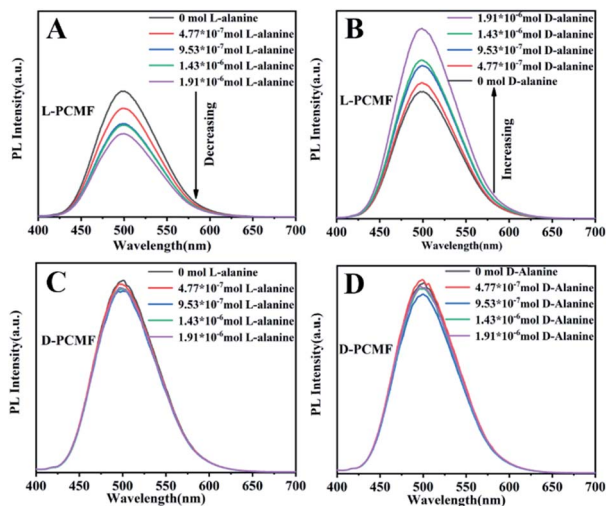 A
0 mol L-alanine
4.77*10⁻⁷mol L-alanine
9.53*10⁻⁷mol L-alanine
1.43*10⁻⁶mol L-alanine
1.91*10⁻⁶mol L-alanine
L-PCMF
Decreasing
PL Intensity(a.u.)
400 450 500 550 600 650 700
Wavelength(nm)
B
1.91*10⁻⁶mol D-alanine
1.43*10⁻⁶mol D-alanine
9.53*10⁻⁷mol D-alanine
4.77*10⁻⁷mol D-alanine
0 mol D-alanine
L-PCMF
Increasing
PL Intensity(a.u.)
400 450 500 550 600 650 700
Wavelength(nm)
C
0 mol L-alanine
4.77*10⁻⁷mol L-alanine
9.53*10⁻⁷mol L-alanine
1.43*10⁻⁶mol L-alanine
1.91*10⁻⁶mol L-alanine
D-PCMF
PL Intensity(a.u.)
400 450 500 550 600 650 700
Wavelength(nm)
D
0 mol D-Alanine
4.77*10⁻⁷mol D-Alanine
9.53*10⁻⁷mol D-Alanine
1.43*10⁻⁶mol D-Alanine
1.91*10⁻⁶mol D-Alanine
D-PCMF
PL Intensity(a.u.)
400 450 500 550 600 650 700
Wavelength(nm)